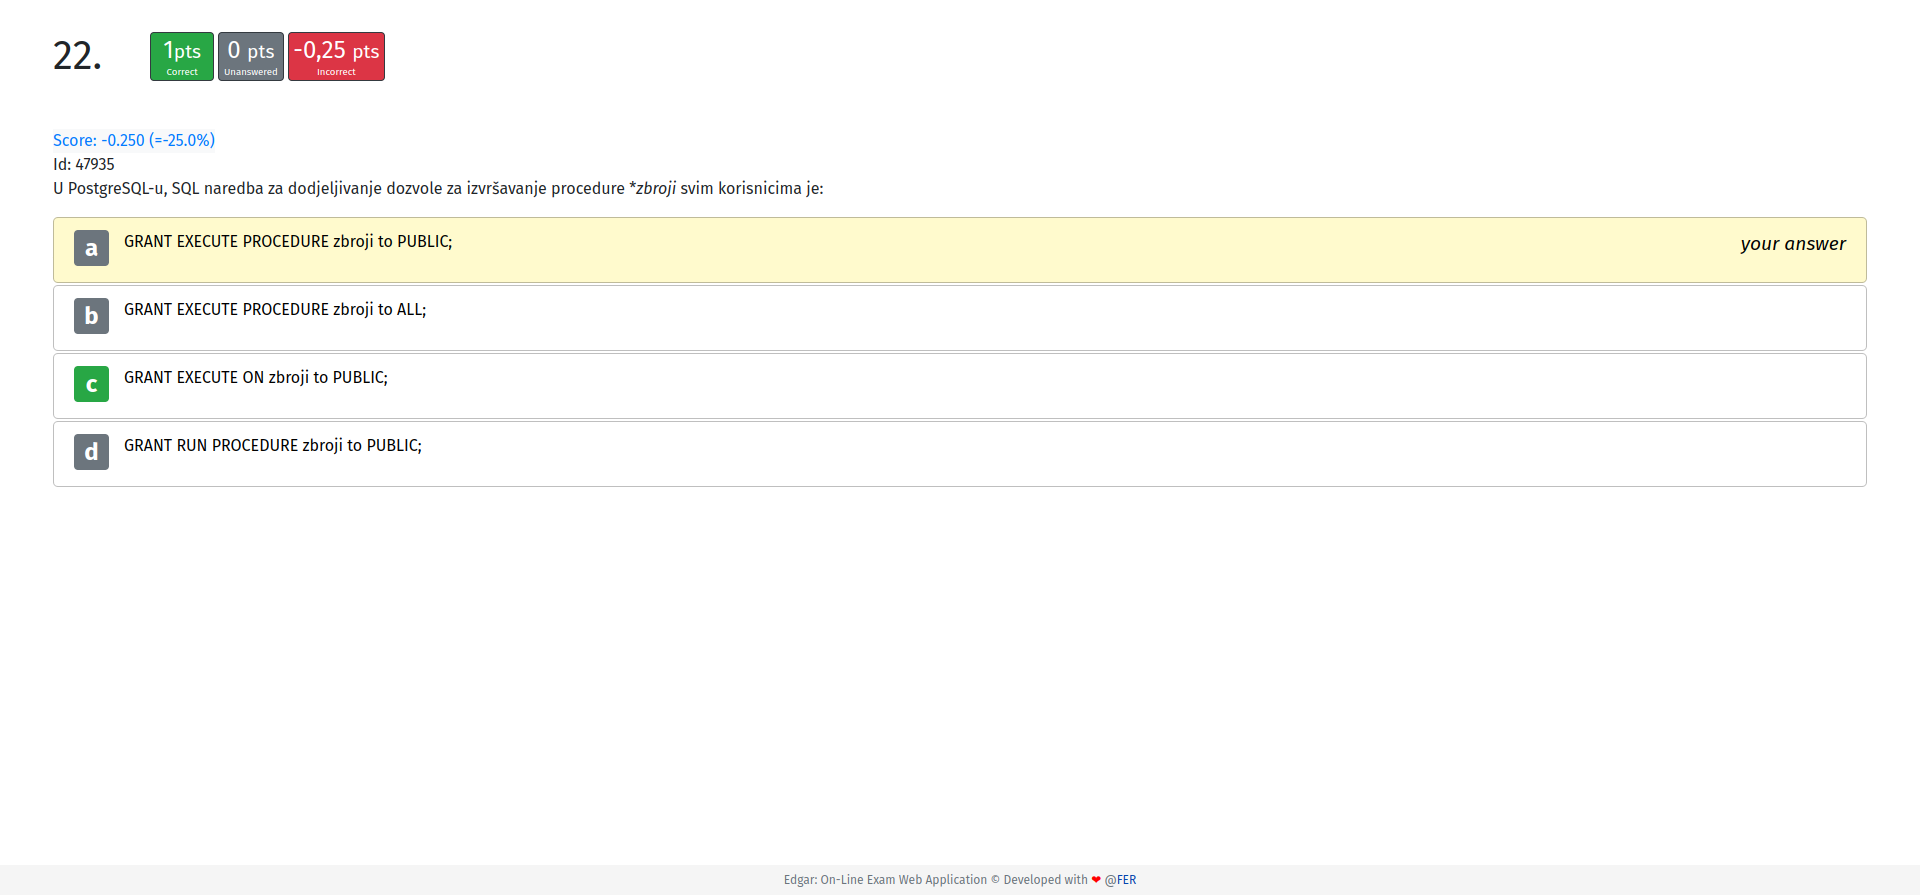 22.
1pts
Correct
0 pts
Unanswered
-0,25 pts
Incorrect
Score: -0.250 (=-25.0%)
Id: 47935
U PostgreSQL-u, SQL naredba za dodjeljivanje dozvole za izvršavanje procedure *zbroji svim korisnicima je:
a GRANT EXECUTE PROCEDURE zbroji to PUBLIC; your answer
b GRANT EXECUTE PROCEDURE zbroji to ALL;
c GRANT EXECUTE ON zbroji to PUBLIC;
d GRANT RUN PROCEDURE zbroji to PUBLIC;
Edgar: On-Line Exam Web Application © Developed with ❤ @FER